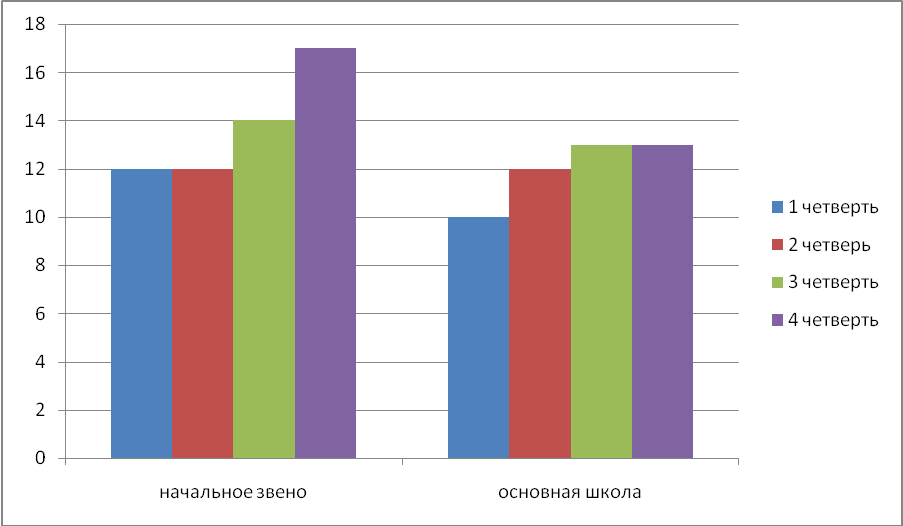 18
16
14
12
10
8
6
4
2
0
начальное звено
основная школа
1 четверть
2 четверь
3 четверть
4 четверть